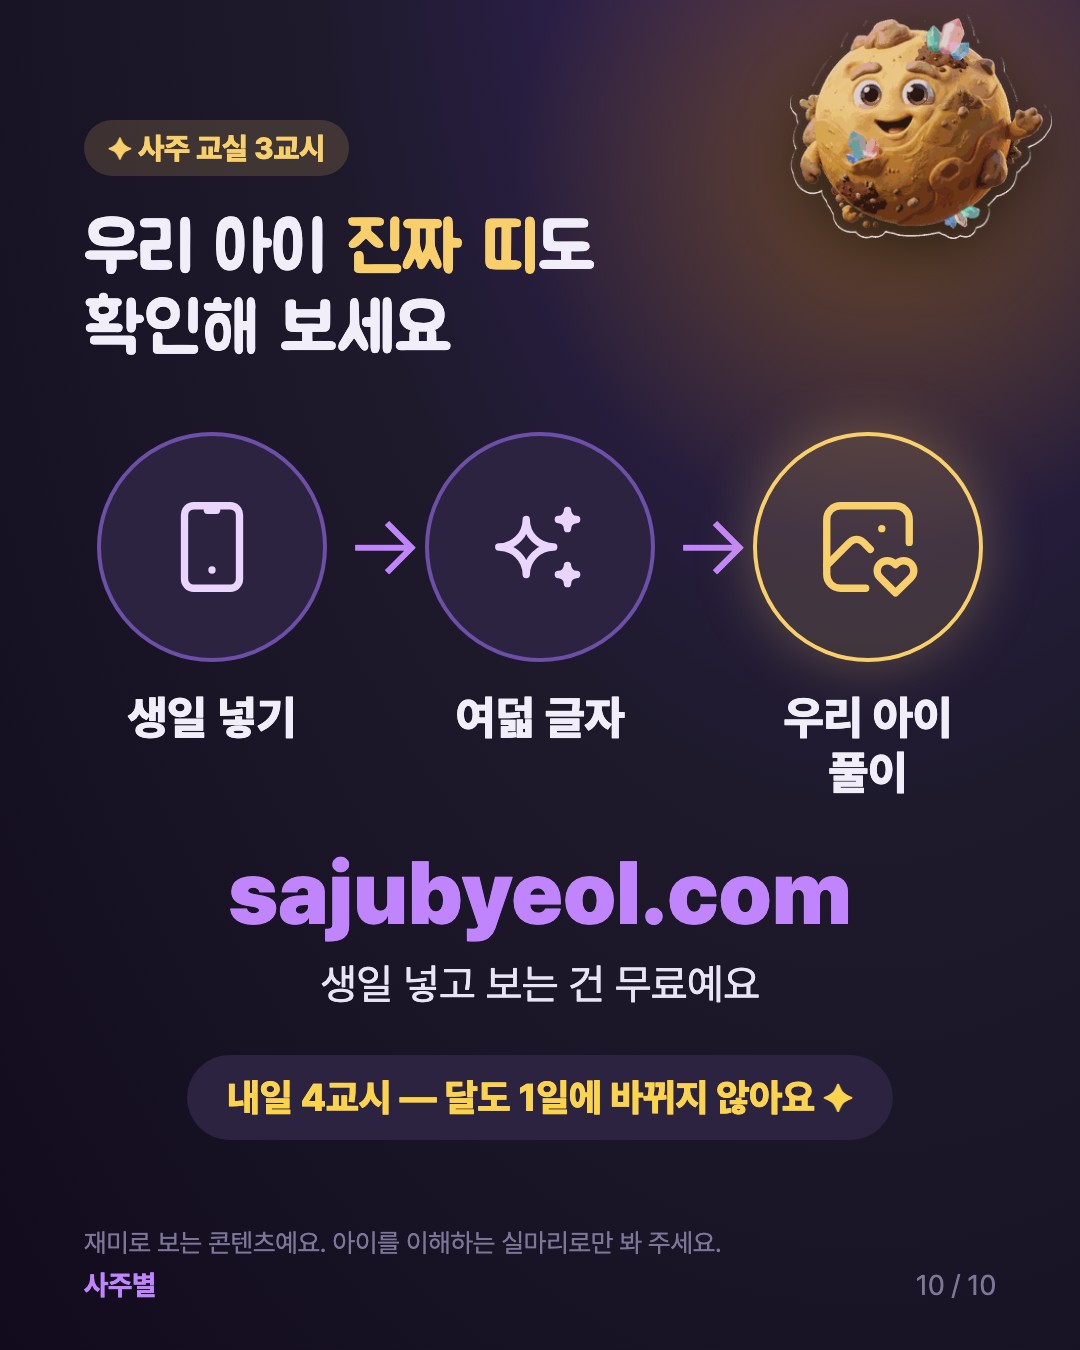 ✦ 사주 교실 3교시
우리 아이 진짜 띠도
확인해 보세요
생일 넣기
여덟 글자
우리 아이
풀이
sajubyeol.com
생일 넣고 보는 건 무료예요
내일 4교시 — 달도 1일에 바뀌지 않아요 ✦
재미로 보는 콘텐츠예요. 아이를 이해하는 실마리로만 봐 주세요.
사주별
10 / 10